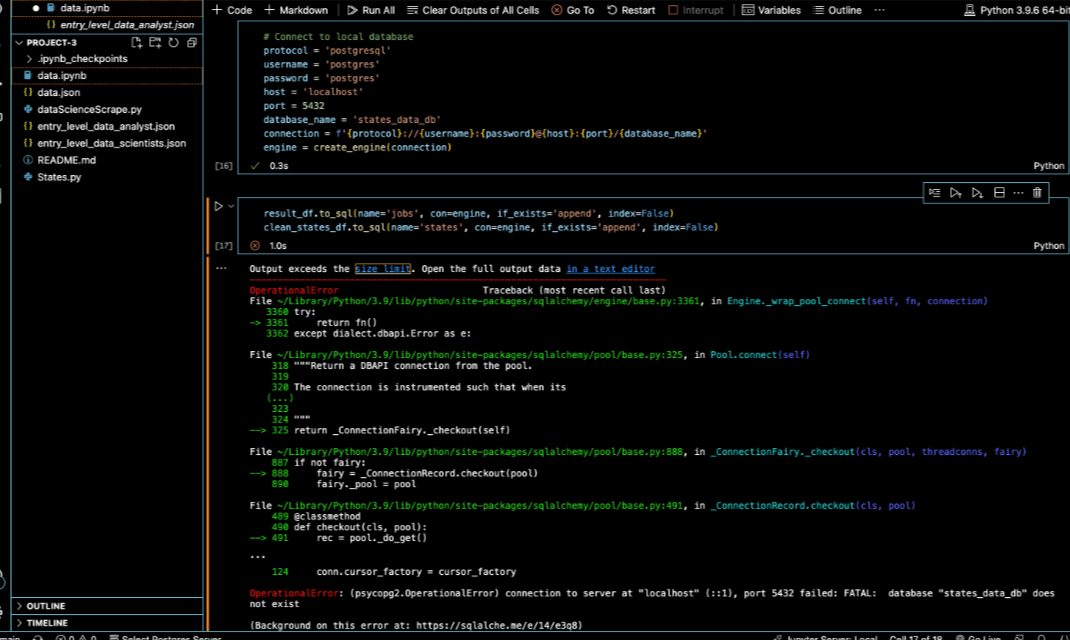 data.ipynb
entry_level_data_analyst.json
PROJECT-3
.ipynb_checkpoints
data.ipynb
data.json
dataScienceScrape.py
entry_level_data_analyst.json
entry_level_data_scientists.json
README.md
States.py
OUTLINE
TIMELINE
+ Code + Markdown Run All Clear Outputs of All Cells Go To Restart Interrupt Variables Outline ... Python 3.9.6 64-bit
# Connect to local database
protocol = 'postgresql'
username = 'postgres'
password = 'postgres'
host = 'localhost'
port = 5432
database_name = 'states_data_db'
connection = f'{protocol}://{username}:{password}@{host}:{port}/{database_name}'
engine = create_engine(connection)
[16] 0.3s Python
result_df.to_sql(name='jobs', con=engine, if_exists='append', index=False)
clean_states_df.to_sql(name='states', con=engine, if_exists='append', index=False)
[17] 1.0s Python
... Output exceeds the size limit. Open the full output data in a text editor
OperationalError Traceback (most recent call last)
File ~/Library/Python/3.9/lib/python/site-packages/sqlalchemy/engine/base.py:3361, in Engine._wrap_pool_connect(self, fn, connection)
3360 try:
-> 3361 return fn()
3362 except dialect.dbapi.Error as e:
File ~/Library/Python/3.9/lib/python/site-packages/sqlalchemy/pool/base.py:325, in Pool.connect(self)
318 """Return a DBAPI connection from the pool.
319
320 The connection is instrumented such that when its
(...)
323
324 """
--> 325 return _ConnectionFairy._checkout(self)
File ~/Library/Python/3.9/lib/python/site-packages/sqlalchemy/pool/base.py:888, in _ConnectionFairy._checkout(cls, pool, threadconns, fairy)
887 if not fairy:
--> 888 fairy = _ConnectionRecord.checkout(pool)
890 fairy._pool = pool
File ~/Library/Python/3.9/lib/python/site-packages/sqlalchemy/pool/base.py:491, in _ConnectionRecord.checkout(cls, pool)
489 @classmethod
490 def checkout(cls, pool):
--> 491 rec = pool._do_get()
...
124 conn.cursor_factory = cursor_factory
OperationalError: (psycopg2.OperationalError) connection to server at "localhost" (::1), port 5432 failed: FATAL: database "states_data_db" does
not exist
(Background on this error at: https://sqlalche.me/e/14/e3q8)
main 0 0 Select Postgres Server Jupyter Server: Local Cell 17 of 18 Go Live